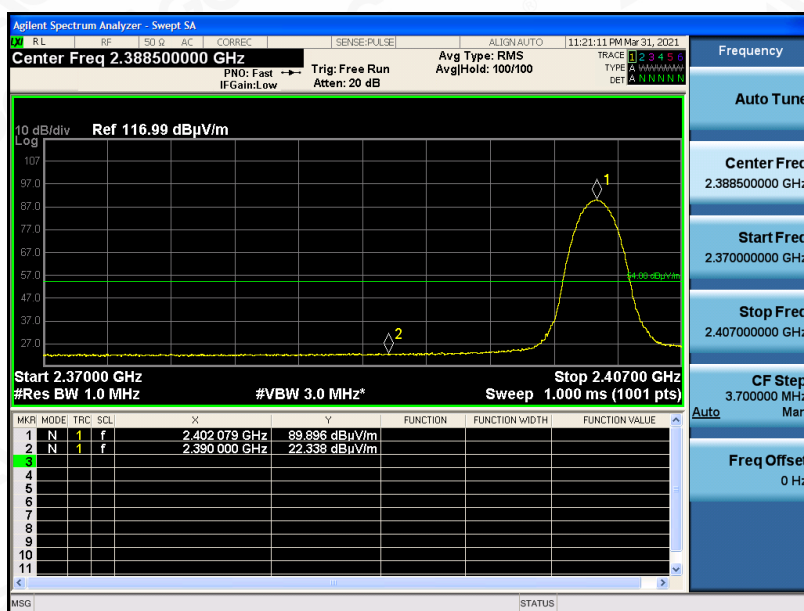 Agilent Spectrum Analyzer - Swept SA
LXI RL RF 50 Ω AC CORREC SENSE:PULSE ALIGN AUTO 11:21:11 PM Mar 31, 2021
Center Freq 2.388500000 GHz
PNO: Fast
IFGain:Low
Trig: Free Run
Atten: 20 dB
Avg Type: RMS
Avg|Hold: 100/100
TRACE 1 2 3 4 5 6
TYPE A WWWWW
DET A N N N N N
10 dB/div Ref 116.99 dBµV/m
Log
107
97.0
87.0
77.0
67.0
57.0
47.0
37.0
27.0
1
2
54.00 dBµV/m
Start 2.37000 GHz Stop 2.40700 GHz
#Res BW 1.0 MHz #VBW 3.0 MHz* Sweep 1.000 ms (1001 pts)
MKR MODE TRC SCL X Y FUNCTION FUNCTION WIDTH FUNCTION VALUE
1 N 1 f 2.402 079 GHz 89.896 dBµV/m
2 N 1 f 2.390 000 GHz 22.338 dBµV/m
3
4
5
6
7
8
9
10
11
MSG STATUS
Frequency
Auto Tune
Center Freq
2.388500000 GHz
Start Freq
2.370000000 GHz
Stop Freq
2.407000000 GHz
CF Step
3.700000 MHz
Auto Man
Freq Offset
0 Hz